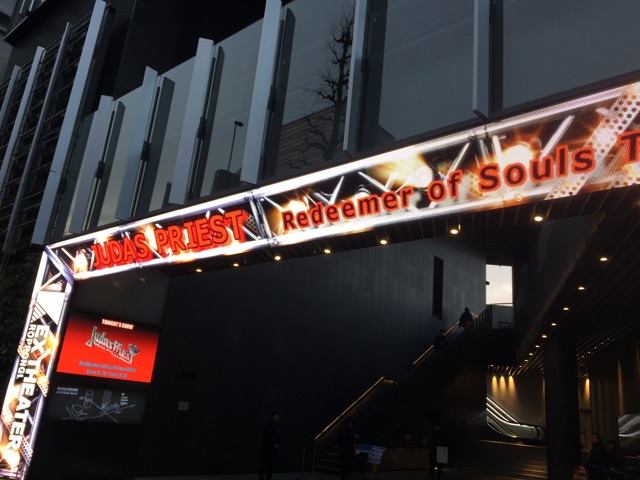 JUDAS PRIEST Redeemer of Souls T
EX THEATER
ROPPONGI
TONIGHT'S SHOW
JUDAS PRIEST